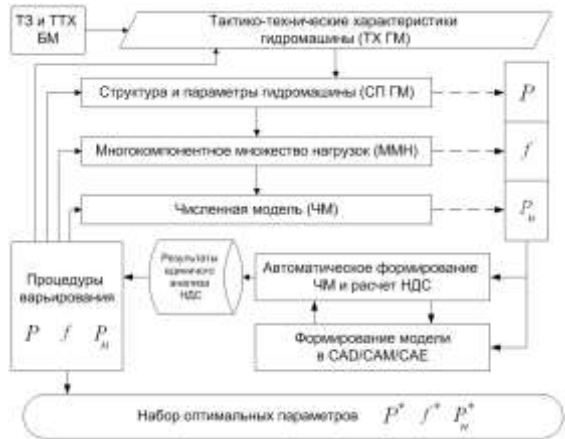 ТЗ и ТТХ
БМ
Тактико-технические характеристики
гидромашины (ТХ ГМ)
Структура и параметры гидромашины (СП ГМ)
P
Многокомпонентное множество нагрузок (ММН)
f
Численная модель (ЧМ)
Pн
Процедуры
варьирования
P f Pн
Результаты
единичного
анализа
НДС
Автоматическое формирование
ЧМ и расчет НДС
Формирование модели
в CAD/CAM/CAE
Набор оптимальных параметров P* f* Pн*